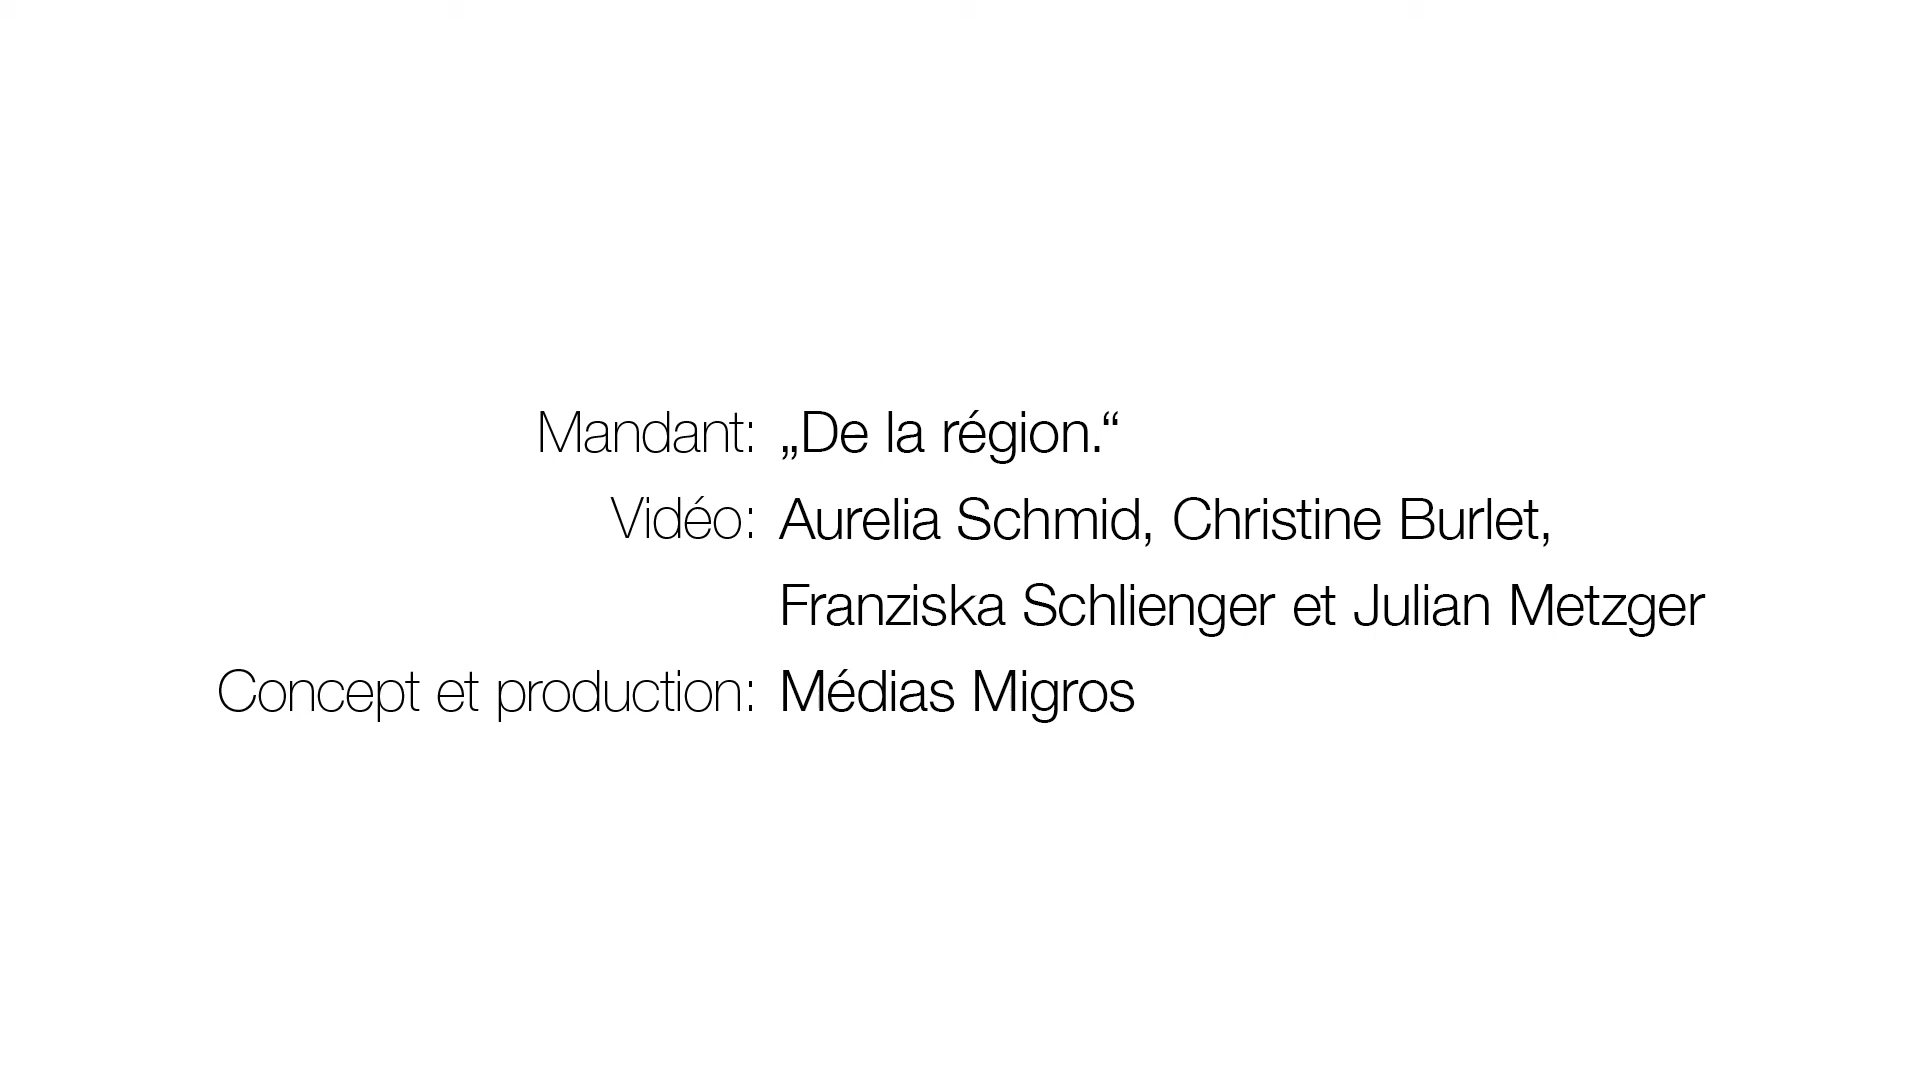 Mandant: „De la région.“
Vidéo: Aurelia Schmid, Christine Burlet,
Franziska Schlienger et Julian Metzger
Concept et production: Médias Migros